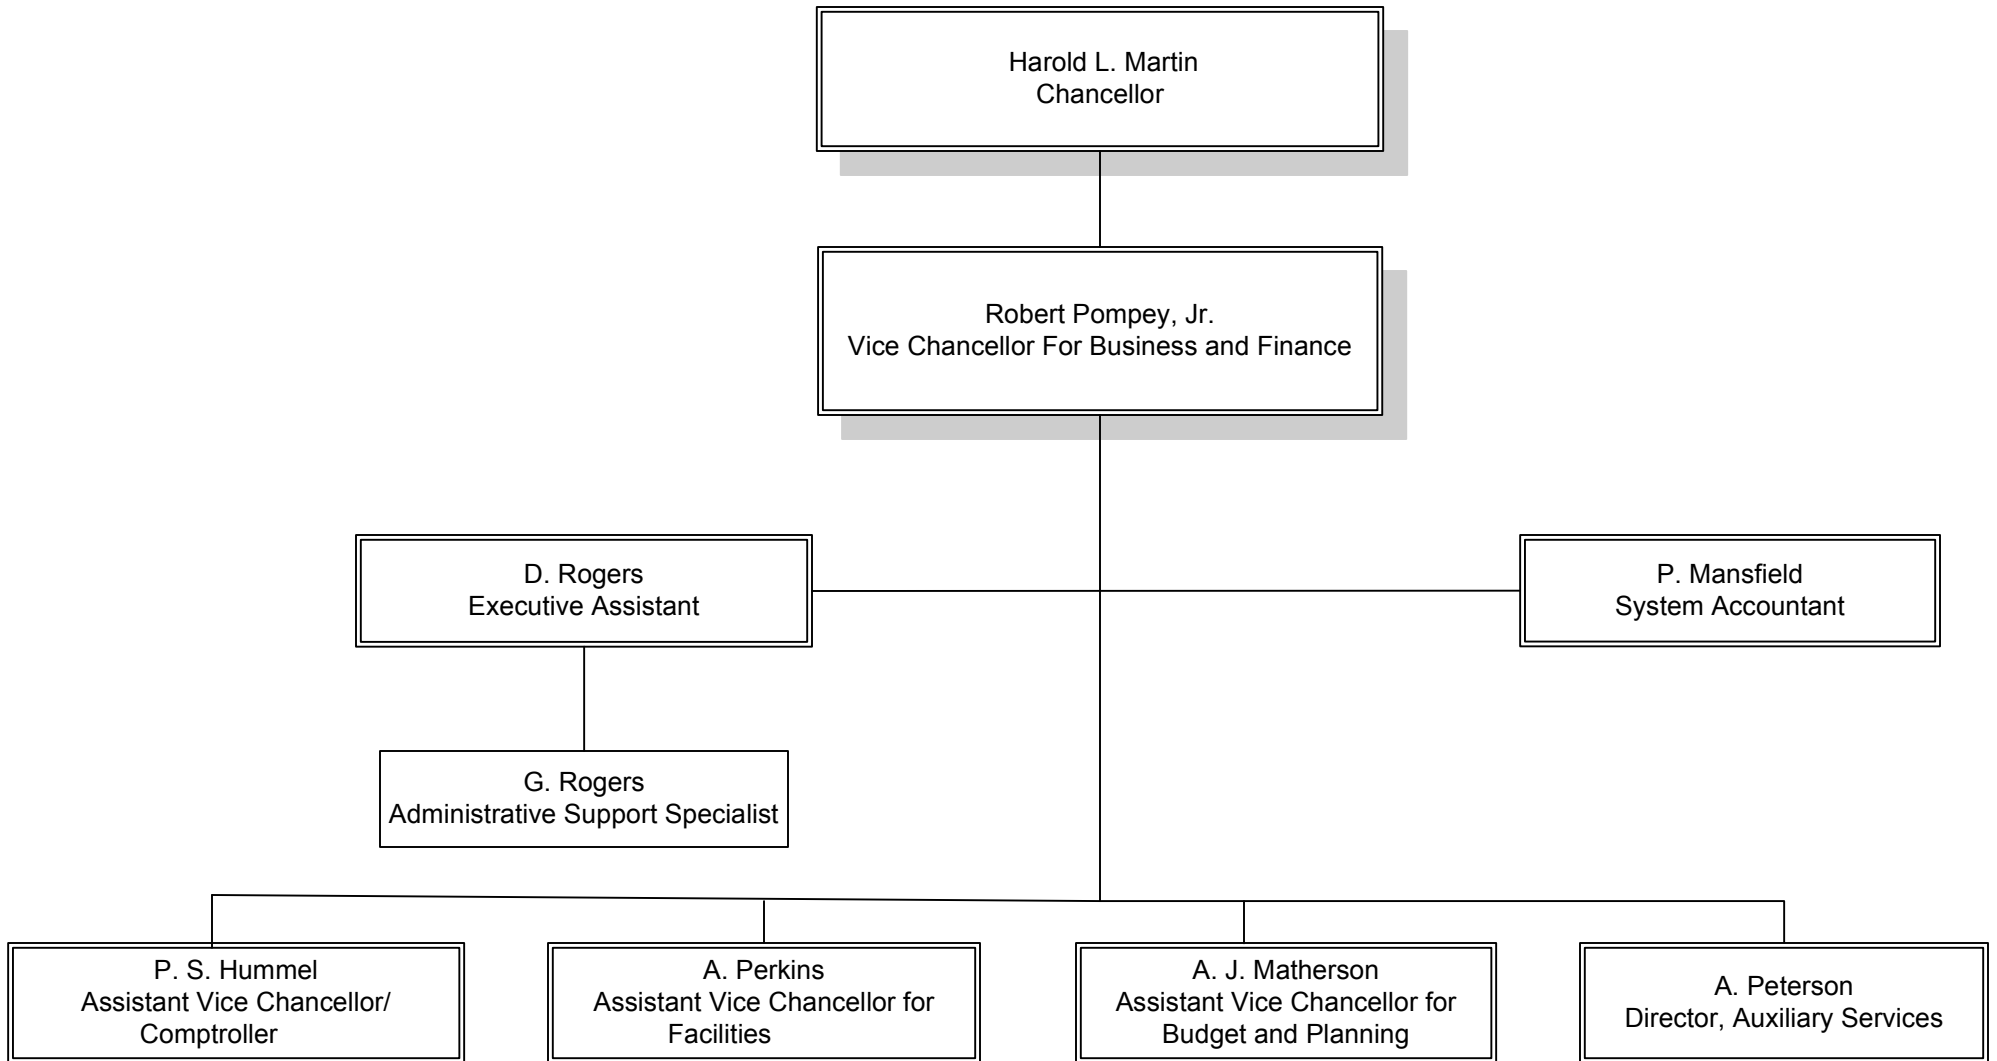 Harold L. Martin
Chancellor
Robert Pompey, Jr.
Vice Chancellor For Business and Finance
D. Rogers
Executive Assistant
P. Mansfield
System Accountant
G. Rogers
Administrative Support Specialist
P. S. Hummel
Assistant Vice Chancellor/
Comptroller
A. Perkins
Assistant Vice Chancellor for
Facilities
A. J. Matherson
Assistant Vice Chancellor for
Budget and Planning
A. Peterson
Director, Auxiliary Services